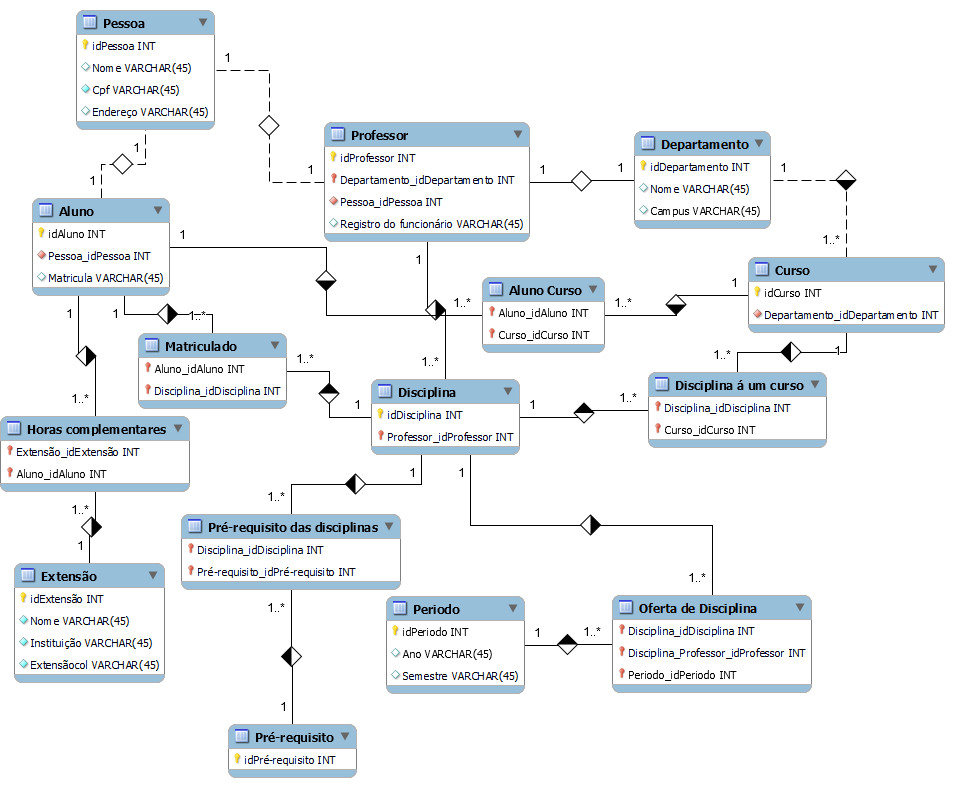 Pessoa
idPessoa INT
Nome VARCHAR(45)
Cpf VARCHAR(45)
Endereço VARCHAR(45)
1
1
1
1
Professor
idProfessor INT
Departamento_idDepartamento INT
Pessoa_idPessoa INT
Registro do funcionário VARCHAR(45)
1
1
1
Departamento
idDepartamento INT
Nome VARCHAR(45)
Campus VARCHAR(45)
1
1..*
Aluno
idAluno INT
Pessoa_idPessoa INT
Matricula VARCHAR(45)
1
1
1
1..*
Curso
idCurso INT
Departamento_idDepartamento INT
1
1
Aluno Curso
Aluno_idAluno INT
Curso_idCurso INT
1..*
1..*
Matriculado
Aluno_idAluno INT
Disciplina_idDisciplina INT
1..*
1
1..*
Disciplina
idDisciplina INT
Professor_idProfessor INT
1
1..*
1..*
Disciplina á um curso
Disciplina_idDisciplina INT
Curso_idCurso INT
1..*
Horas complementares
Extensão_idExtensão INT
Aluno_idAluno INT
1..*
1
1
1
1..*
Pré-requisito das disciplinas
Disciplina_idDisciplina INT
Pré-requisito_idPré-requisito INT
1..*
1
Extensão
idExtensão INT
Nome VARCHAR(45)
Instituição VARCHAR(45)
Extensãocol VARCHAR(45)
Periodo
idPeriodo INT
Ano VARCHAR(45)
Semestre VARCHAR(45)
1
1..*
1..*
Oferta de Disciplina
Disciplina_idDisciplina INT
Disciplina_Professor_idProfessor INT
Periodo_idPeriodo INT
Pré-requisito
idPré-requisito INT